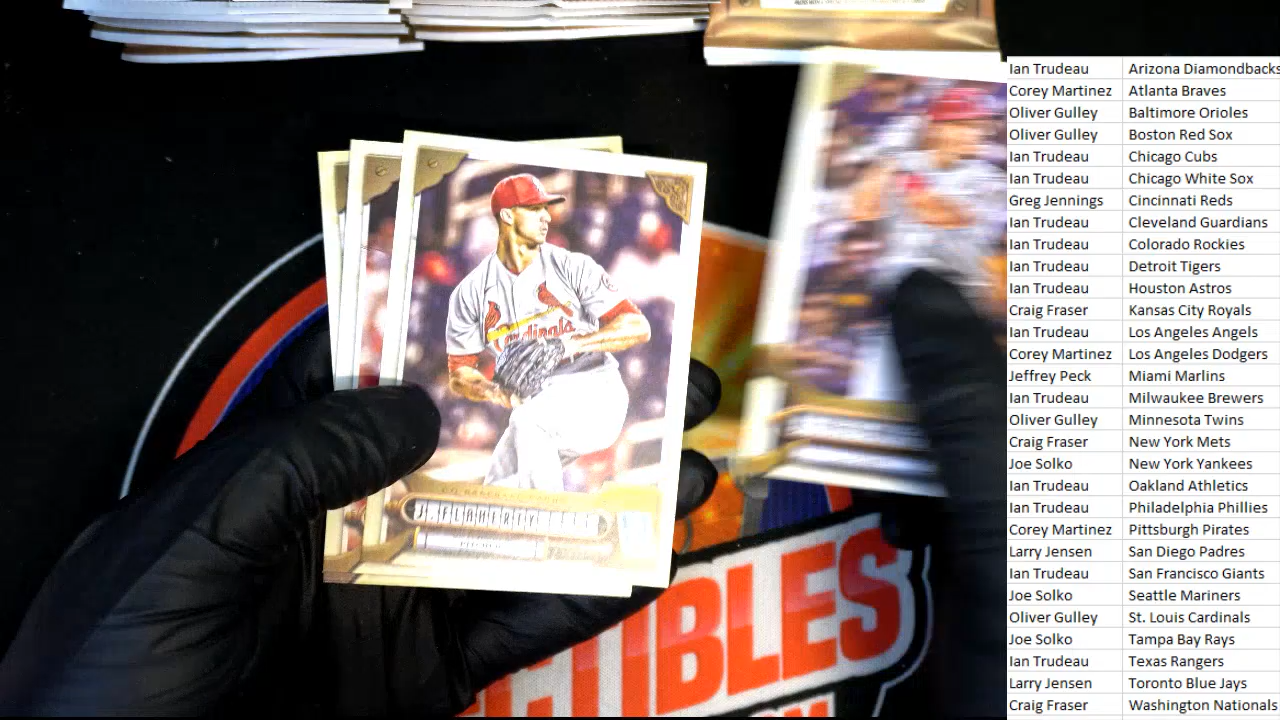 Ian Trudeau Arizona Diamondbacks
Corey Martinez Atlanta Braves
Oliver Gulley Baltimore Orioles
Oliver Gulley Boston Red Sox
Ian Trudeau Chicago Cubs
Ian Trudeau Chicago White Sox
Greg Jennings Cincinnati Reds
Ian Trudeau Cleveland Guardians
Ian Trudeau Colorado Rockies
Ian Trudeau Detroit Tigers
Ian Trudeau Houston Astros
Craig Fraser Kansas City Royals
Ian Trudeau Los Angeles Angels
Corey Martinez Los Angeles Dodgers
Jeffrey Peck Miami Marlins
Ian Trudeau Milwaukee Brewers
Oliver Gulley Minnesota Twins
Craig Fraser New York Mets
Joe Solko New York Yankees
Ian Trudeau Oakland Athletics
Ian Trudeau Philadelphia Phillies
Corey Martinez Pittsburgh Pirates
Larry Jensen San Diego Padres
Ian Trudeau San Francisco Giants
Joe Solko Seattle Mariners
Oliver Gulley St. Louis Cardinals
Joe Solko Tampa Bay Rays
Ian Trudeau Texas Rangers
Larry Jensen Toronto Blue Jays
Craig Fraser Washington Nationals
Cardinals
J. FLAHERTY
PITCHER
CTIBLES